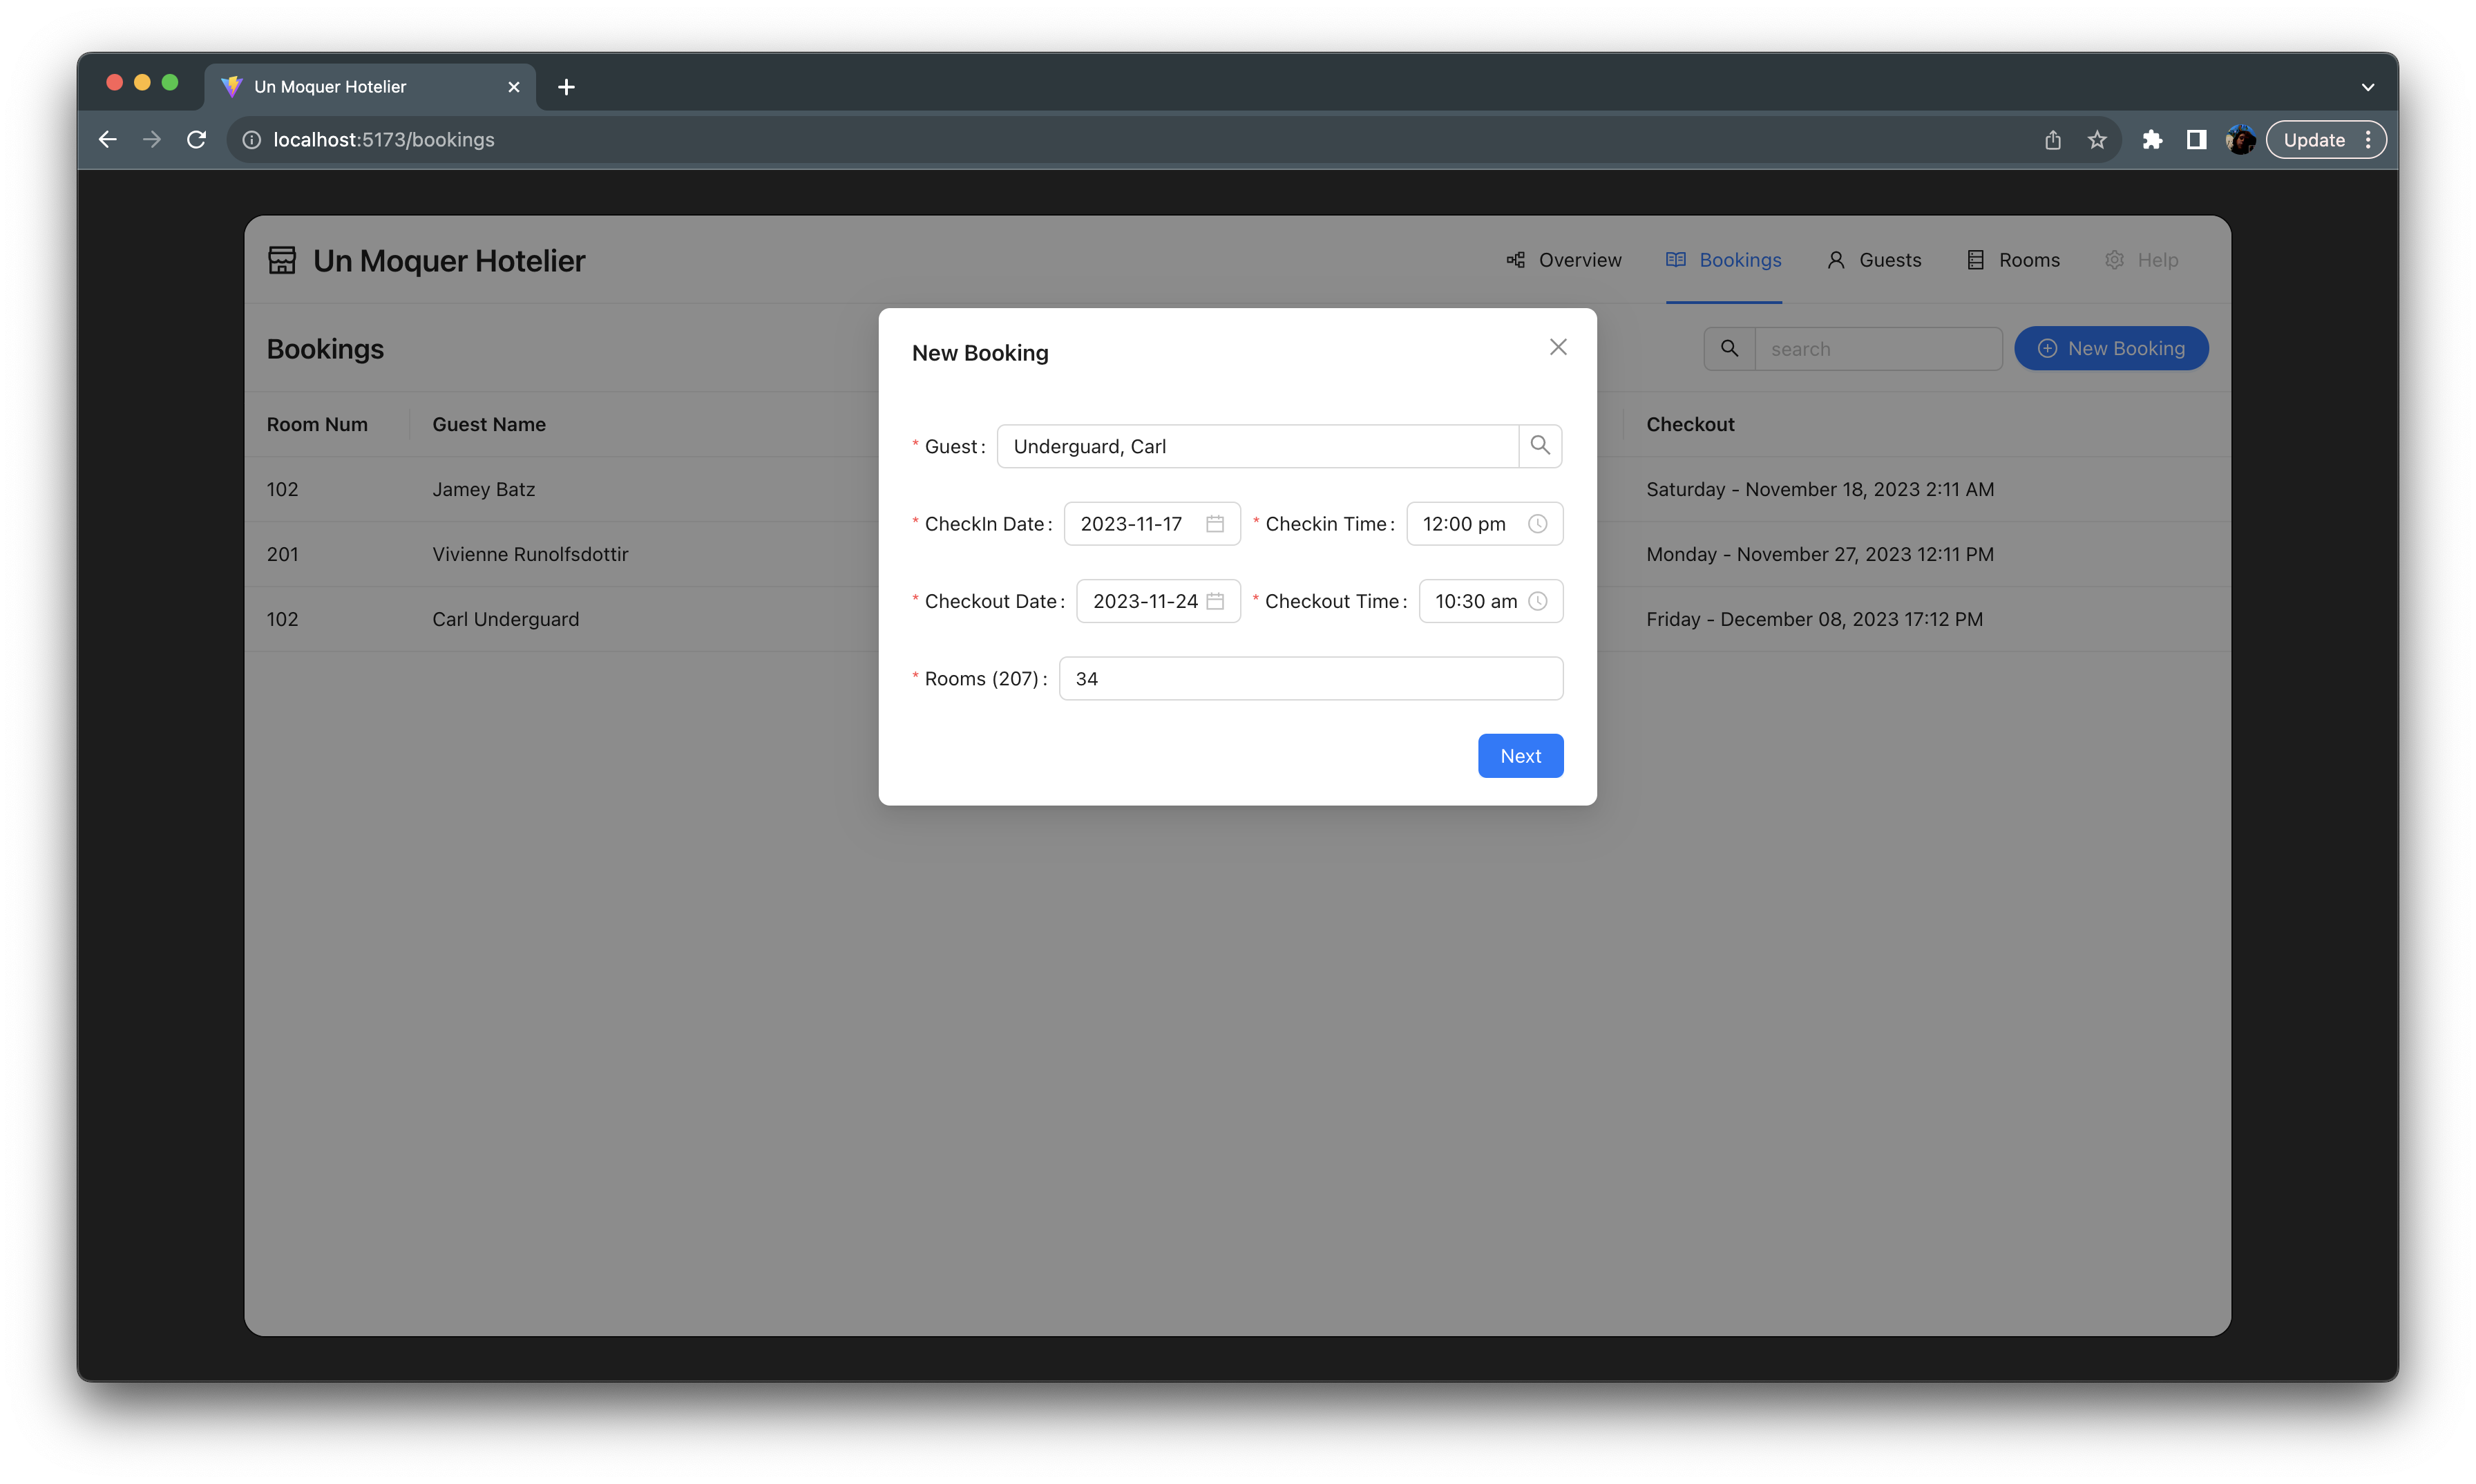 Un Moquer Hotelier
localhost:5173/bookings
Update
Un Moquer Hotelier
Overview
Bookings
Guests
Rooms
Help
Bookings
search
New Booking
Room Num
Guest Name
Checkout
102
Jamey Batz
Saturday - November 18, 2023 2:11 AM
201
Vivienne Runolfsdottir
Monday - November 27, 2023 12:11 PM
102
Carl Underguard
Friday - December 08, 2023 17:12 PM
New Booking
* Guest: Underguard, Carl
* CheckIn Date: 2023-11-17 * Checkin Time: 12:00 pm
* Checkout Date: 2023-11-24 * Checkout Time: 10:30 am
* Rooms (207): 34
Next